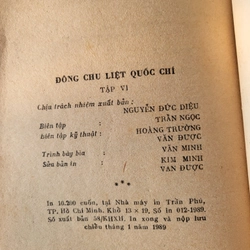 ĐÔNG CHU LIỆT QUỐC CHÍ
TẬP VI
Chịu trách nhiệm xuất bản:
NGUYỄN ĐỨC DIỆU
Biên tập : TRẦN NGỌC
HOÀNG TRƯỜNG
Biên tập kỹ thuật : VĂN ĐƯỢC
Trình bày bìa : VĂN MINH
Sửa bản in : KIM MINH
VĂN ĐƯỢC
***
In 10.200 cuốn, tại Nhà máy in Trần Phú,
TP. Hồ Chí Minh. Khổ 13 × 19. Số in 012-1989.
Số xuất bản 58/KHXH. In xong và nộp lưu
chiểu tháng 1 năm 1989